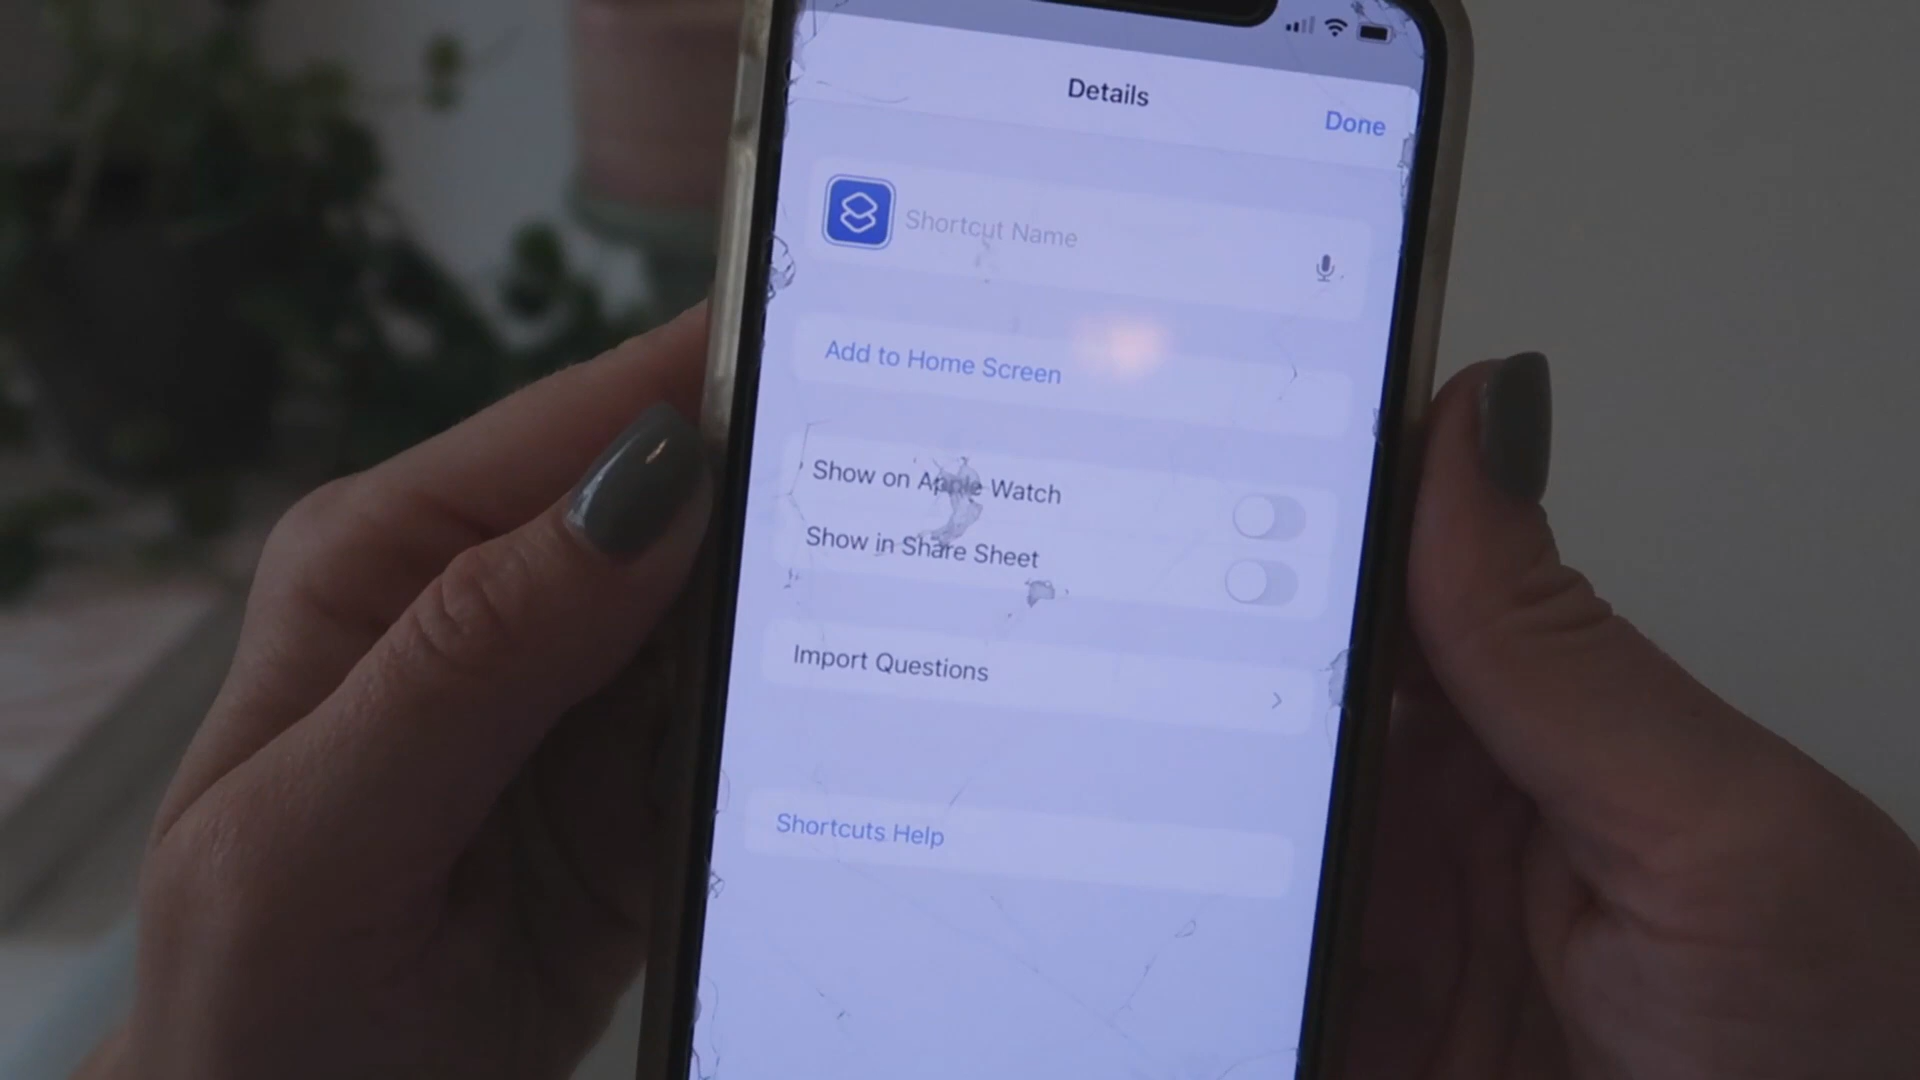 Details
Done
Shortcut Name
Add to Home Screen
Show on Apple Watch
Show in Share Sheet
Import Questions
Shortcuts Help